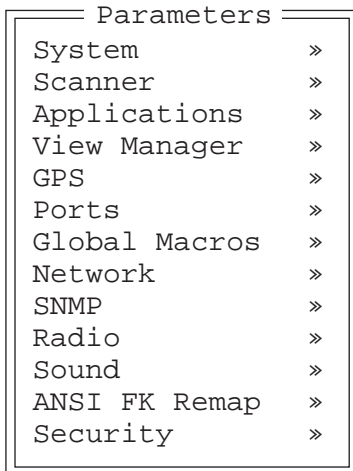 Parameters
System »
Scanner »
Applications »
View Manager »
GPS »
Ports »
Global Macros »
Network »
SNMP »
Radio »
Sound »
ANSI FK Remap »
Security »